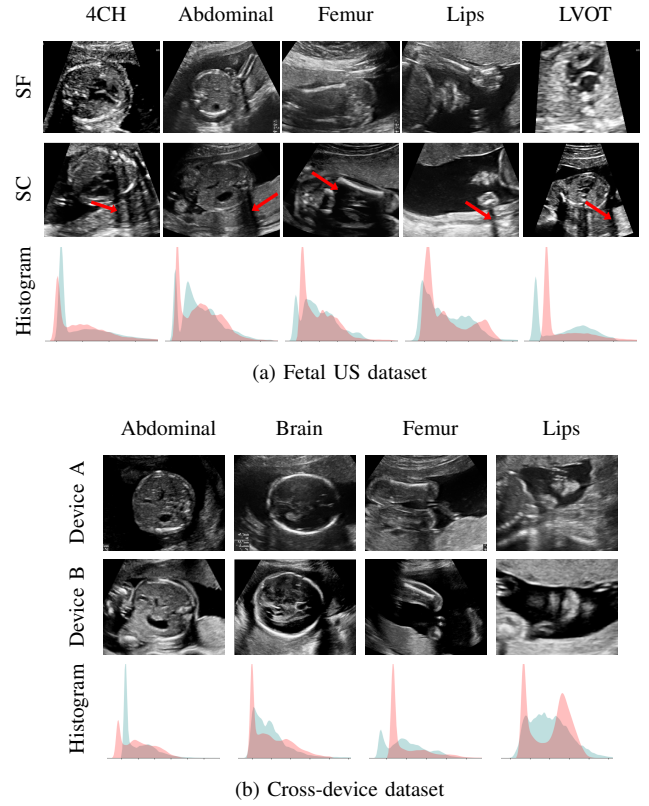 4CH Abdominal Femur Lips LVOT
SF
SC
Histogram
(a) Fetal US dataset
Abdominal Brain Femur Lips
Device A
Device B
Histogram
(b) Cross-device dataset